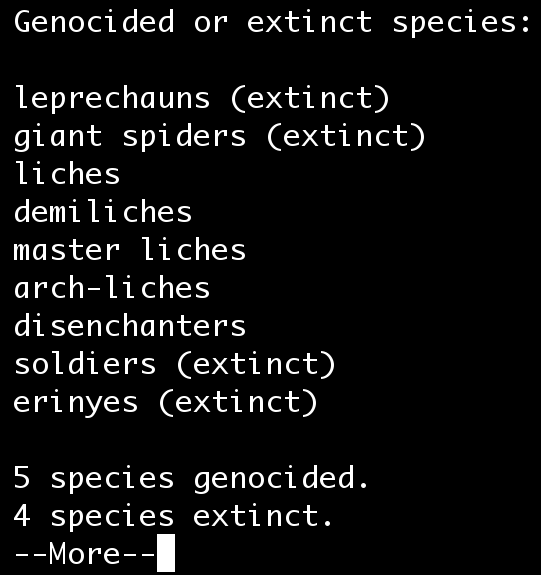 Genocided or extinct species:
leprechauns (extinct)
giant spiders (extinct)
liches
demiliches
master liches
arch-liches
disenchanters
soldiers (extinct)
erinyes (extinct)
5 species genocided.
4 species extinct.
--More--